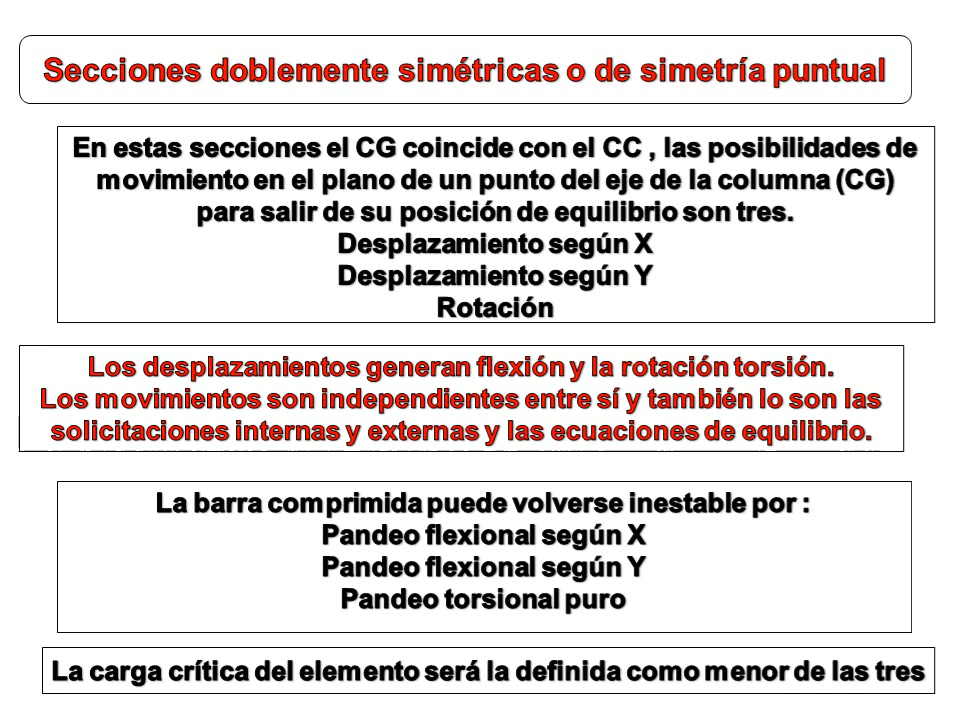 Secciones doblemente simétricas o de simetría puntual
En estas secciones el CG coincide con el CC , las posibilidades de
movimiento en el plano de un punto del eje de la columna (CG)
para salir de su posición de equilibrio son tres.
Desplazamiento según X
Desplazamiento según Y
Rotación
Los desplazamientos generan flexión y la rotación torsión.
Los movimientos son independientes entre sí y también lo son las
solicitaciones internas y externas y las ecuaciones de equilibrio.
La barra comprimida puede volverse inestable por :
Pandeo flexional según X
Pandeo flexional según Y
Pandeo torsional puro
La carga crítica del elemento será la definida como menor de las tres